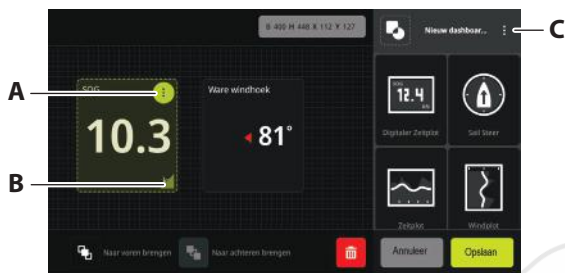 B 400 H 448 X 112 Y 127
Nieuw dashboar...
C
A
SOG
10.3
Ware windhoek
81°
12.4
Digitaler Zeitplot
Sail Steer
B
Zeitplot
Windplot
Naar voren brengen
Naar achteren brengen
Annuleer
Opslaan